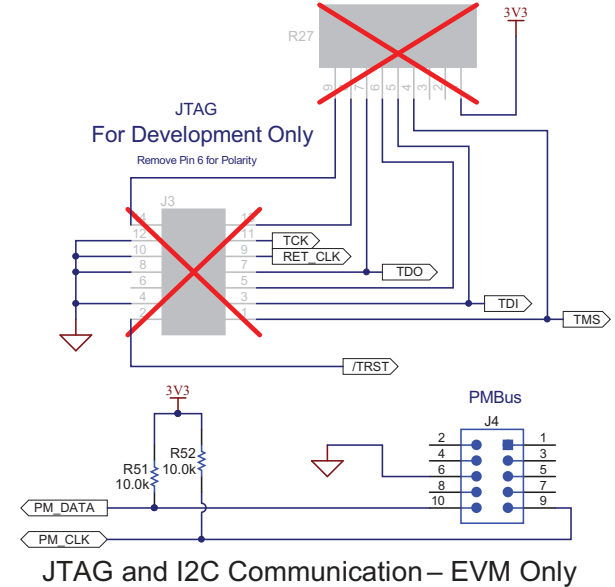 3V3
R27
9 7 6 5 4 3 2
JTAG
For Development Only
Remove Pin 6 for Polarity
J3
12 11 TCK
10 9 RET_CLK
8 7 TDO
6 5
4 3 TDI
2 1 TMS
/TRST
3V3
PMBus
J4
R51
10.0k
R52
10.0k
2 1
4 3
6 5
8 7
10 9
PM_DATA
PM_CLK
JTAG and I2C Communication – EVM Only